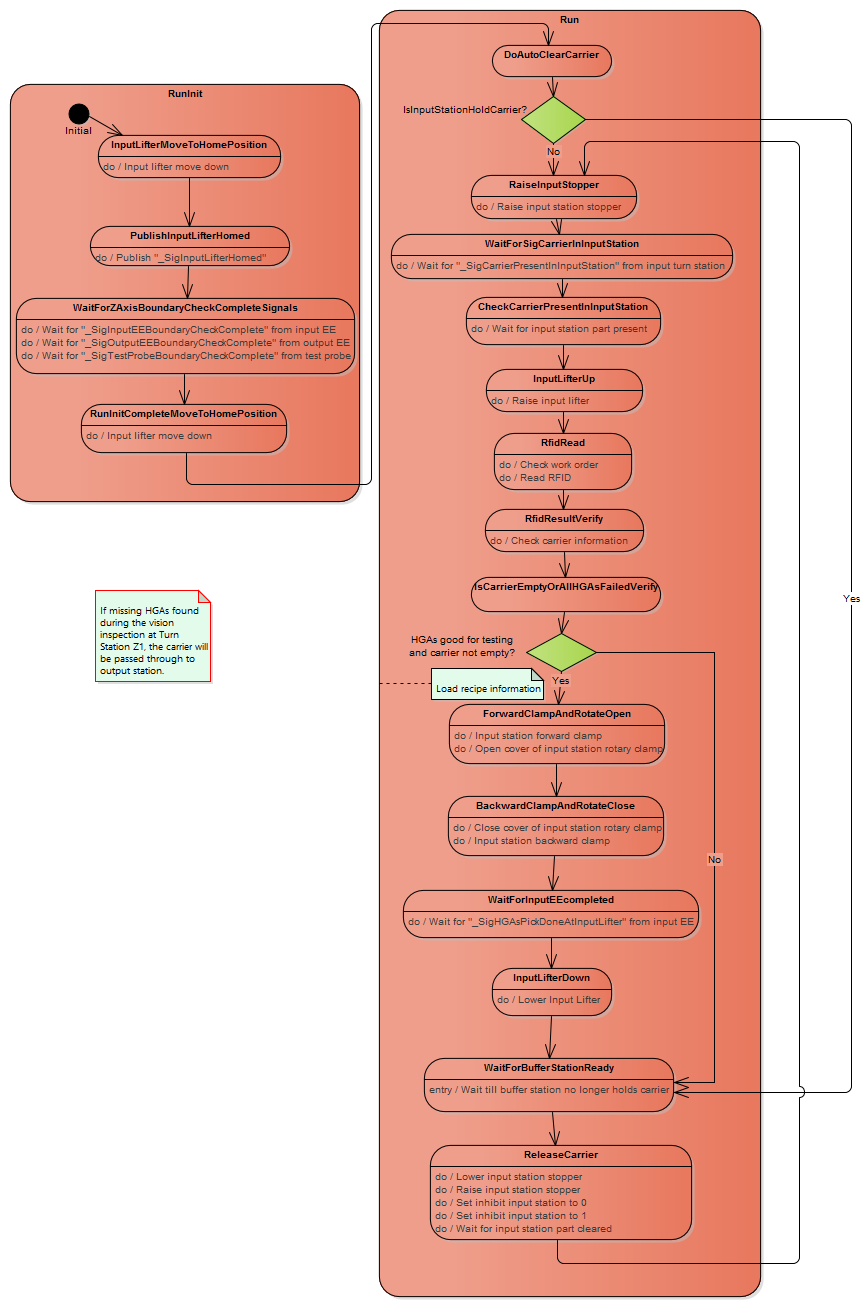 RunInit
Initial
InputLifterMoveToHomePosition
do / Input lifter move down
PublishInputLifterHomed
do / Publish "_SigInputLifterHomed"
WaitForZAxisBoundaryCheckCompleteSignals
do / Wait for "_SigInputEEBoundaryCheckComplete" from input EE
do / Wait for "_SigOutputEEBoundaryCheckComplete" from output EE
do / Wait for "_SigTestProbeBoundaryCheckComplete" from test probe
RunInitCompleteMoveToHomePosition
do / Input lifter move down
If missing HGAs found
during the vision
inspection at Turn
Station Z1, the carrier will
be passed through to
output station.
Run
DoAutoClearCarrier
IsInputStationHoldCarrier?
No
Yes
RaiseInputStopper
do / Raise input station stopper
WaitForSigCarrierInInputStation
do / Wait for "_SigCarrierPresentInInputStation" from input turn station
CheckCarrierPresentInInputStation
do / Wait for input station part present
InputLifterUp
do / Raise input lifter
RfidRead
do / Check work order
do / Read RFID
RfidResultVerify
do / Check carrier information
IsCarrierEmptyOrAllHGAsFailedVerify
HGAs good for testing
and carrier not empty?
Yes
No
Load recipe information
ForwardClampAndRotateOpen
do / Input station forward clamp
do / Open cover of input station rotary clamp
BackwardClampAndRotateClose
do / Close cover of input station rotary clamp
do / Input station backward clamp
WaitForInputEEcompleted
do / Wait for "_SigHGAsPickDoneAtInputLifter" from input EE
InputLifterDown
do / Lower Input Lifter
WaitForBufferStationReady
entry / Wait till buffer station no longer holds carrier
ReleaseCarrier
do / Lower input station stopper
do / Raise input station stopper
do / Set inhibit input station to 0
do / Set inhibit input station to 1
do / Wait for input station part cleared